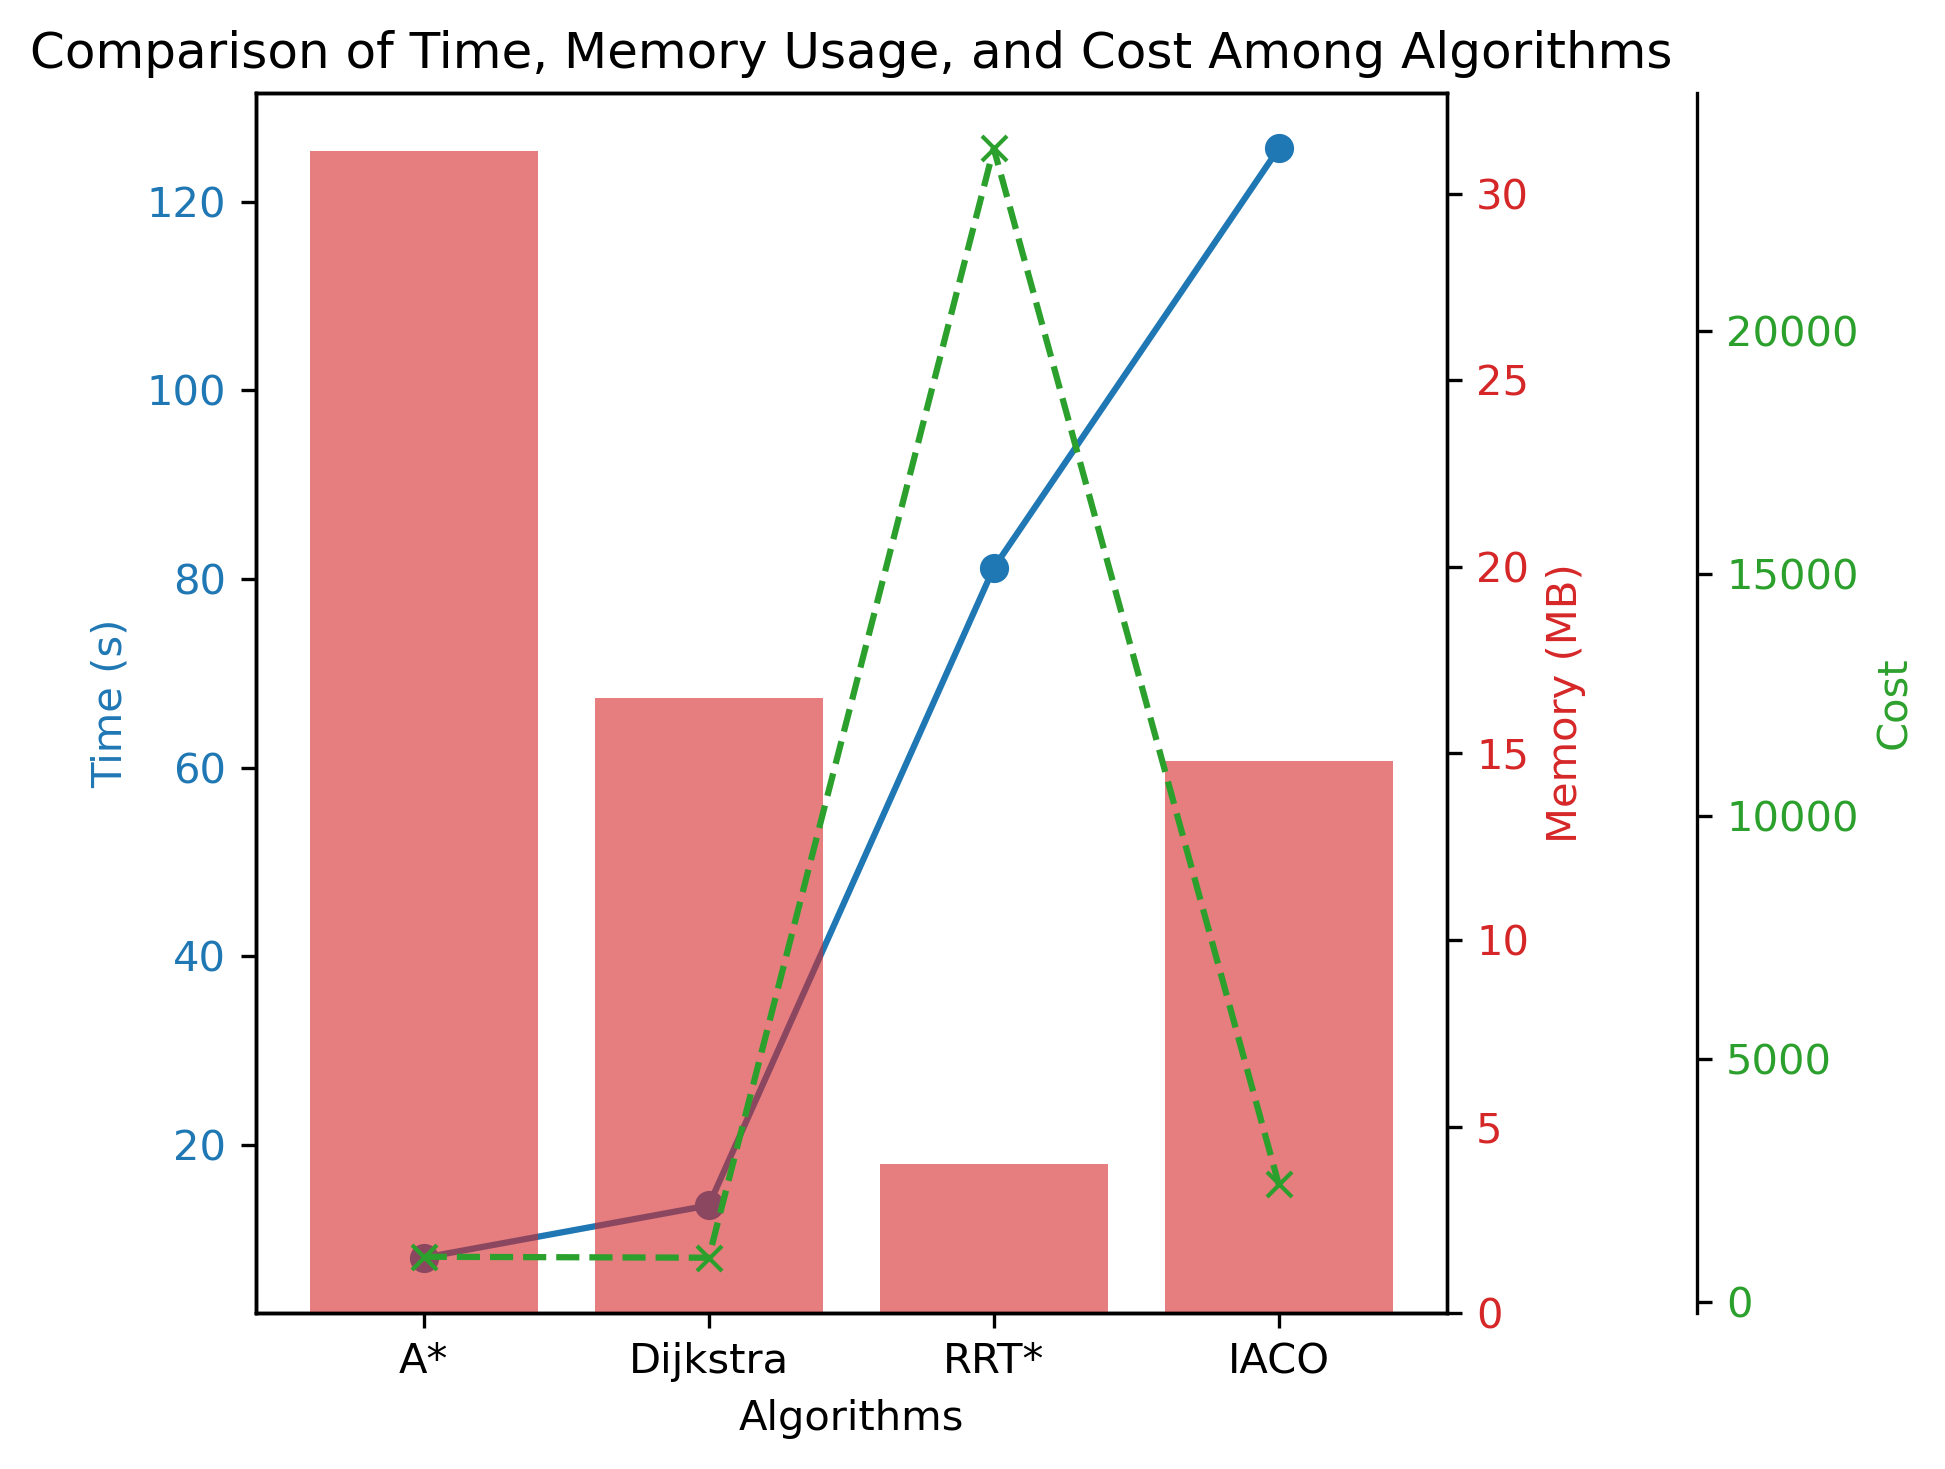 Comparison of Time, Memory Usage, and Cost Among Algorithms
Time (s)
120
100
80
60
40
20
30
25
20
15
10
5
0
Memory (MB)
20000
15000
10000
5000
0
Cost
A*
Dijkstra
RRT*
IACO
Algorithms